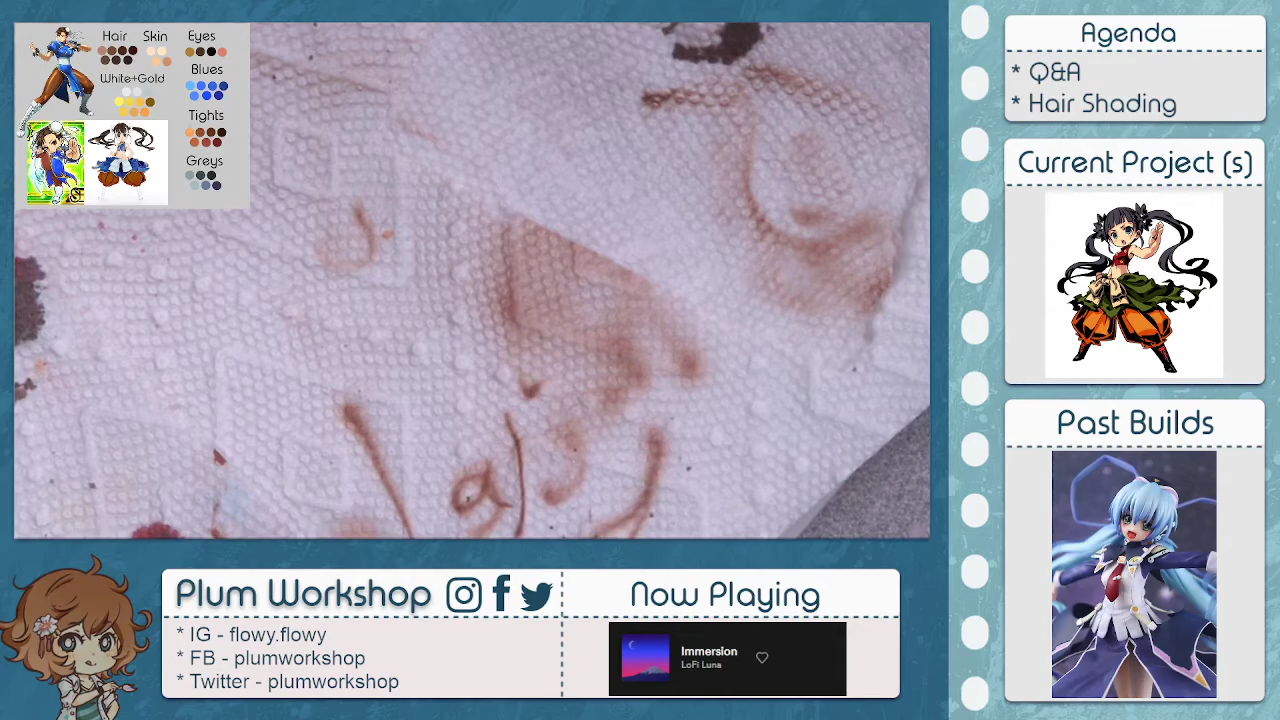 Hair Skin Eyes
White+Gold
Blues
Tights
Greys
a
Agenda
* Q&A
* Hair Shading
Current Project (s)
Past Builds
Plum Workshop
* IG - flowy.flowy
* FB - plumworkshop
* Twitter - plumworkshop
Now Playing
Immersion
LoFi Luna